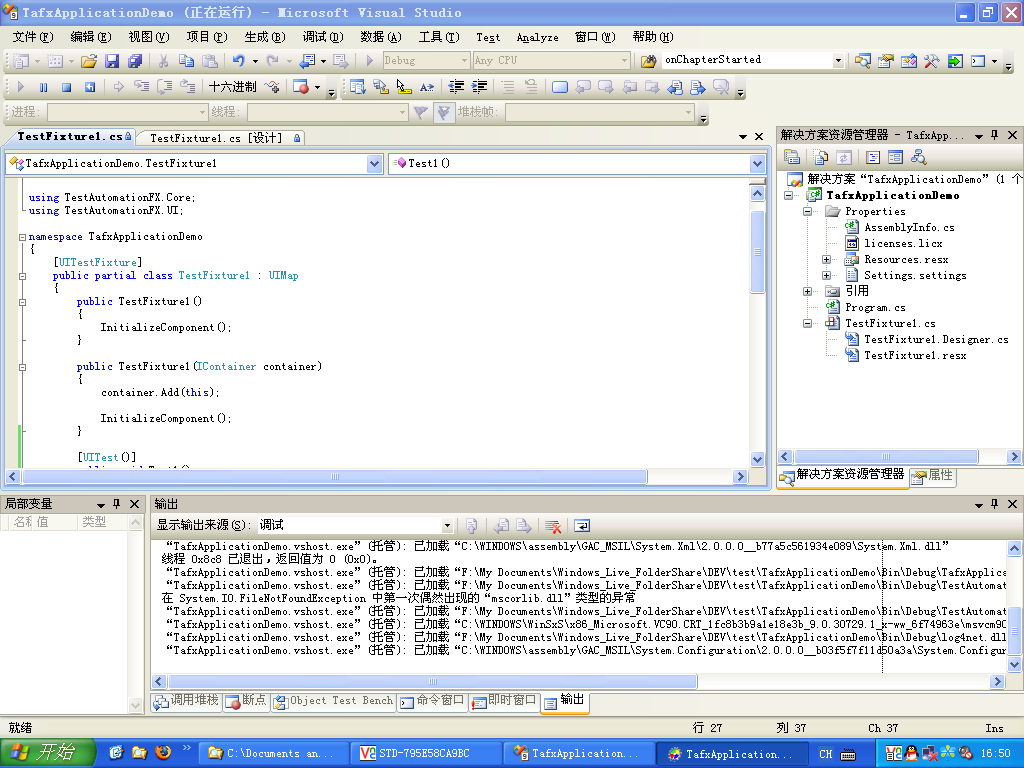 TafxApplicationDemo (正在运行) - Microsoft Visual Studio
文件(F) 编辑(E) 视图(V) 项目(P) 生成(B) 调试(D) 数据(A) 工具(T) Test Analyze 窗口(W) 帮助(H)
Debug Any CPU onChapterStarted
十六进制
进程: 线程: 堆栈帧:
TestFixture1.cs TestFixture1.cs [设计]
TafxApplicationDemo.TestFixture1 Test1()
using TestAutomationFX.Core;
using TestAutomationFX.UI;
namespace TafxApplicationDemo
{
[UITestFixture]
public partial class TestFixture1 : UIMap
{
public TestFixture1()
{
InitializeComponent();
}
public TestFixture1(IContainer container)
{
container.Add(this);
InitializeComponent();
}
[UITest()]
解决方案资源管理器 - TafxApp...
解决方案 “TafxApplicationDemo” (1 个
TafxApplicationDemo
Properties
AssemblyInfo.cs
licenses.licx
Resources.resx
Settings.settings
引用
Program.cs
TestFixture1.cs
TestFixture1.Designer.cs
TestFixture1.resx
解决方案资源管理器 属性
局部变量
名称 值 类型
输出
显示输出来源(S): 调试
“TafxApplicationDemo.vshost.exe” (托管): 已加载 “C:\WINDOWS\assembly\GAC_MSIL\System.Xml\2.0.0.0__b77a5c561934e089\System.Xml.dll”
线程 0x8c8 已退出，返回值为 0 (0x0)。
“TafxApplicationDemo.vshost.exe” (托管): 已加载 “F:\My Documents\Windows_Live_FolderShare\DEV\test\TafxApplicationDemo\Bin\Debug\TafxApplica
“TafxApplicationDemo.vshost.exe” (托管): 已加载 “F:\My Documents\Windows_Live_FolderShare\DEV\test\TafxApplicationDemo\Bin\Debug\TestAutomat
在 System.IO.FileNotFoundException 中第一次偶然出现的 “mscorlib.dll” 类型的异常
“TafxApplicationDemo.vshost.exe” (托管): 已加载 “F:\My Documents\Windows_Live_FolderShare\DEV\test\TafxApplicationDemo\Bin\Debug\TestAutomat
“TafxApplicationDemo.vshost.exe” (托管): 已加载 “C:\WINDOWS\WinSxS\x86_Microsoft.VC90.CRT_1fc8b3b9a1e18e3b_9.0.30729.1_x-ww_6f74963e\msvcm90
“TafxApplicationDemo.vshost.exe” (托管): 已加载 “F:\My Documents\Windows_Live_FolderShare\DEV\test\TafxApplicationDemo\Bin\Debug\log4net.dll
“TafxApplicationDemo.vshost.exe” (托管): 已加载 “C:\WINDOWS\assembly\GAC_MSIL\System.Configuration\2.0.0.0__b03f5f7f11d50a3a\System.Configur
调用堆栈 断点 Object Test Bench 命令窗口 即时窗口 输出
就绪 行 27 列 37 Ch 37 Ins
开始 C:\Documents an... STD-795E58CA9BC TafxApplication... TafxApplication... CH 16:50